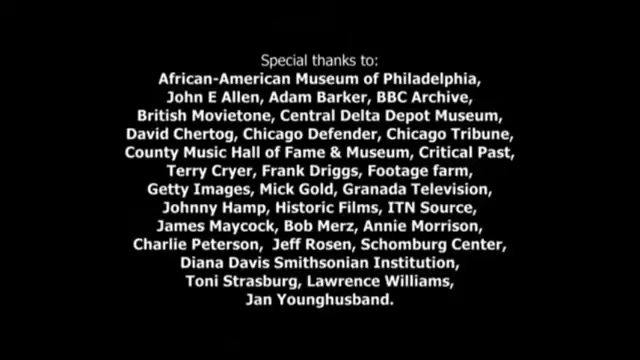 Special thanks to:
African-American Museum of Philadelphia,
John E Allen, Adam Barker, BBC Archive,
British Movietone, Central Delta Depot Museum,
David Chertog, Chicago Defender, Chicago Tribune,
County Music Hall of Fame & Museum, Critical Past,
Terry Cryer, Frank Driggs, Footage farm,
Getty Images, Mick Gold, Granada Television,
Johnny Hamp, Historic Films, ITN Source,
James Maycock, Bob Merz, Annie Morrison,
Charlie Peterson,  Jeff Rosen, Schomburg Center,
Diana Davis Smithsonian Institution,
Toni Strasburg, Lawrence Williams,
Jan Younghusband.